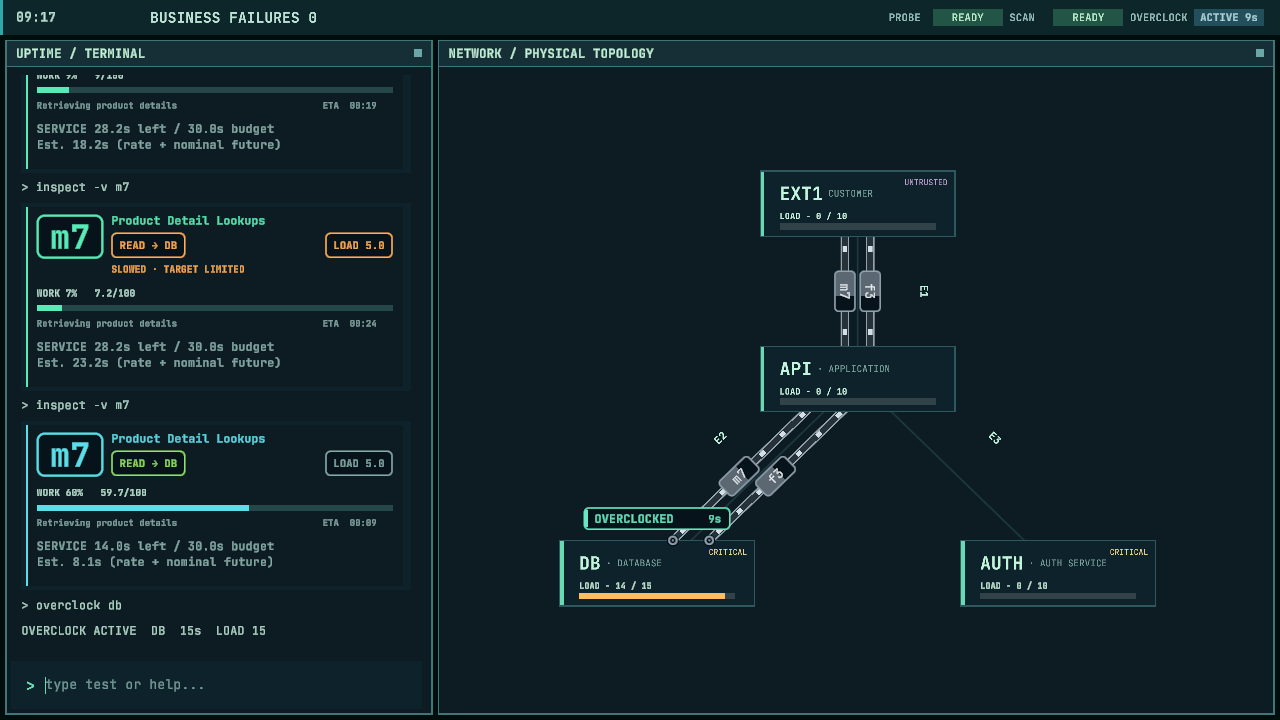 09:17
BUSINESS FAILURES 0
PROBE READY SCAN READY OVERCLOCK ACTIVE 9s
UPTIME / TERMINAL
WORK 9% 9/100
Retrieving product details ETA 00:19
SERVICE 28.2s left / 30.0s budget
Est. 18.2s (rate + nominal future)
> inspect -v m7
m7
Product Detail Lookups
READ → DB LOAD 5.0
SLOWED · TARGET LIMITED
WORK 7% 7.2/100
Retrieving product details ETA 00:24
SERVICE 28.2s left / 30.0s budget
Est. 23.2s (rate + nominal future)
> inspect -v m7
m7
Product Detail Lookups
READ → DB LOAD 5.0
WORK 60% 59.7/100
Retrieving product details ETA 00:09
SERVICE 14.0s left / 30.0s budget
Est. 8.1s (rate + nominal future)
> overclock db
OVERCLOCK ACTIVE DB 15s LOAD 15
> type test or help...
NETWORK / PHYSICAL TOPOLOGY
UNTRUSTED
EXT1 CUSTOMER
LOAD - 0 / 10
m7 f3 E1
API · APPLICATION
LOAD - 0 / 10
E2 E3
m7 f3
OVERCLOCKED 9s
CRITICAL
DB · DATABASE
LOAD - 14 / 15
CRITICAL
AUTH · AUTH SERVICE
LOAD - 0 / 10